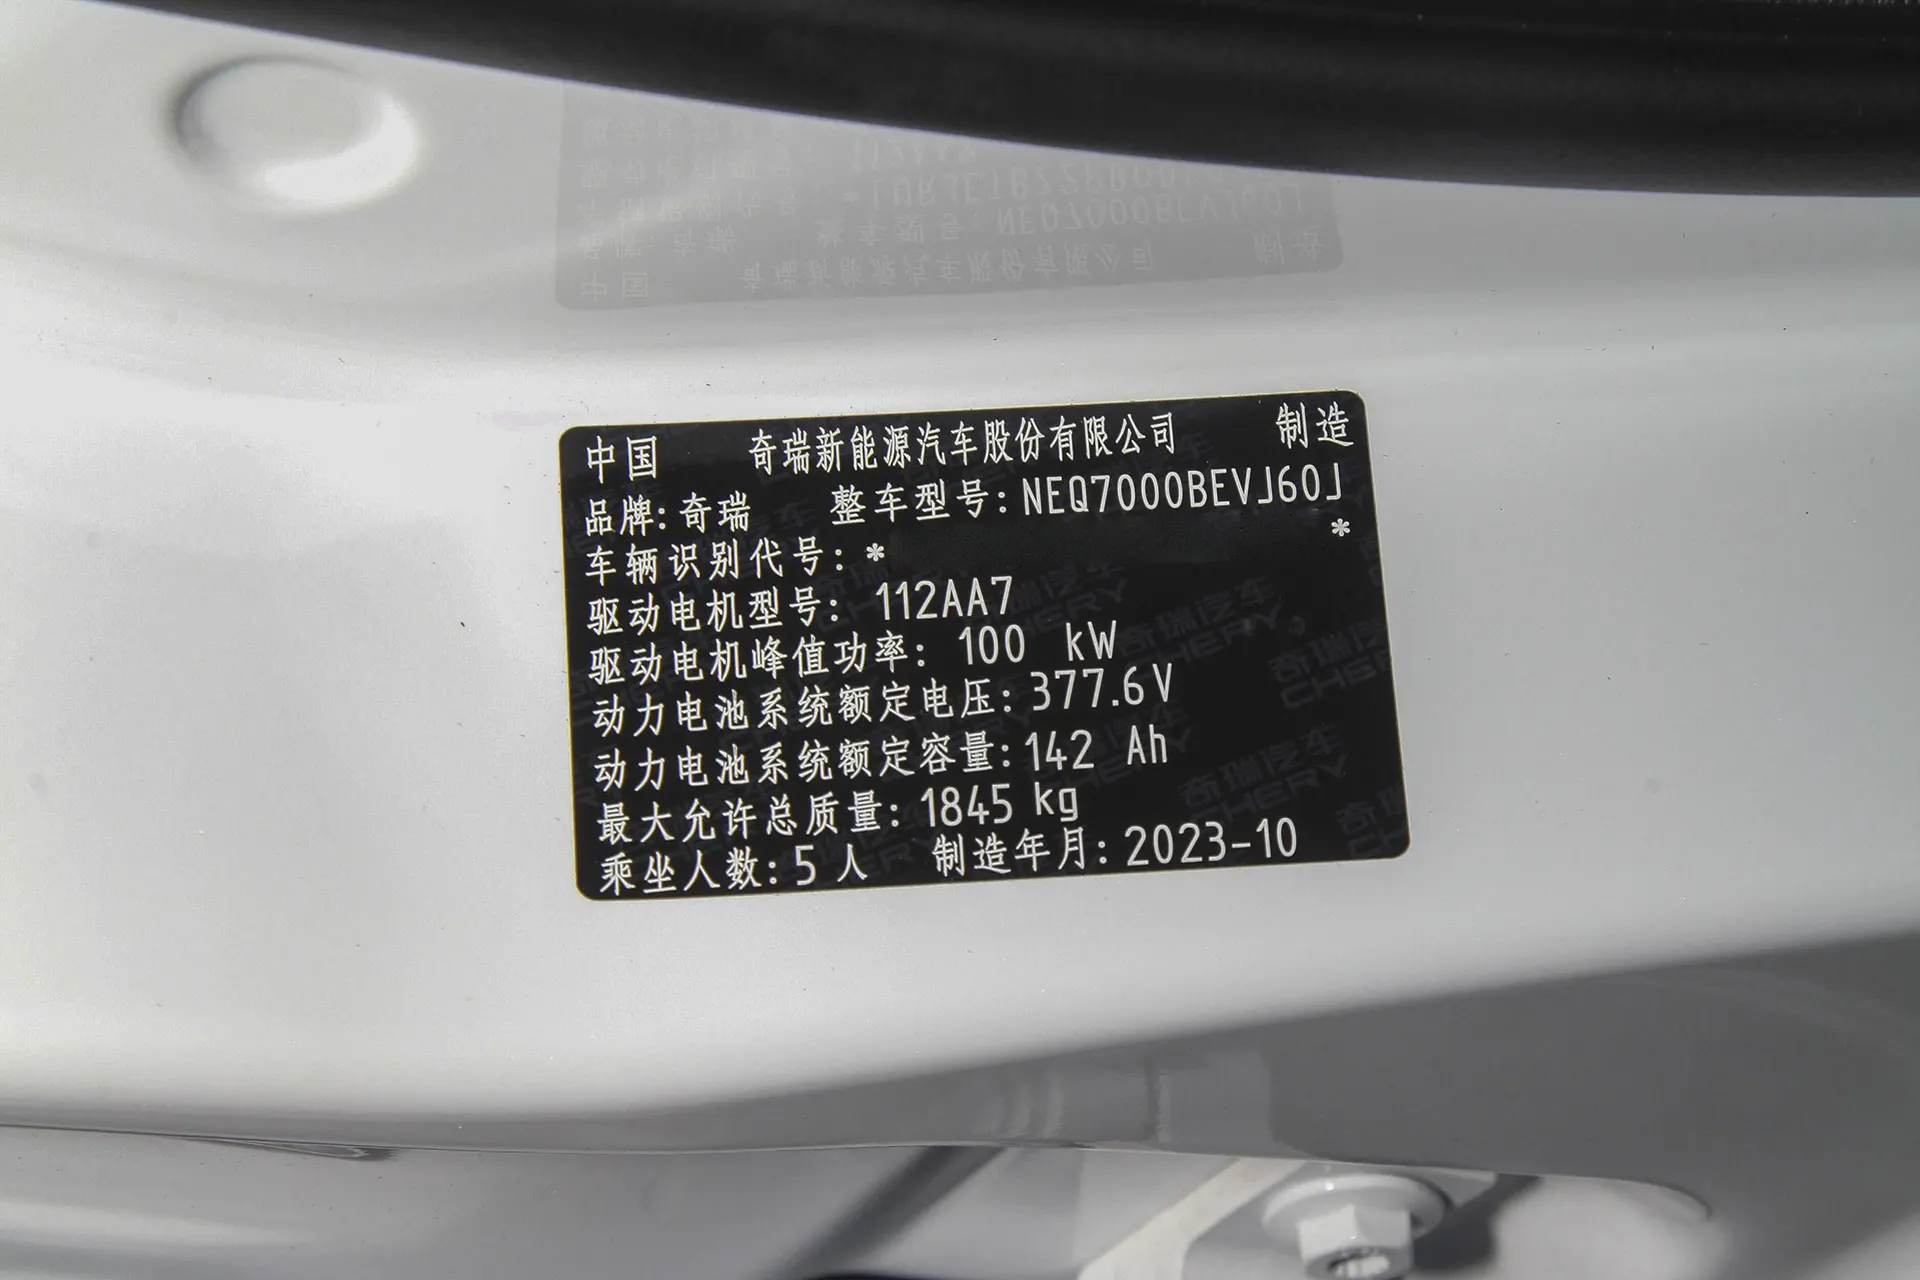 中国 奇瑞新能源汽车股份有限公司 制造
品牌:奇瑞 整车型号:NEQ7000BEVJ60J
车辆识别代号:* *
驱动电机型号: 112AA7
驱动电机峰值功率: 100 kW
动力电池系统额定电压:377.6V
动力电池系统额定容量:142 Ah
最大允许总质量:1845 kg
乘坐人数:5 人 制造年月:2023-10